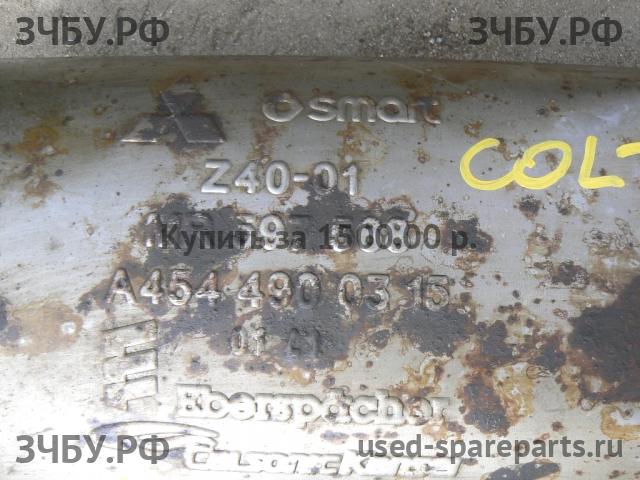 ЗЧБУ.РФ ЗЧБУ.РФ
smart
Z40-01 COLT
Купить за 1500.00 р.
A454 490 03 15
Eberspächer
ЗЧБУ.РФ used-spareparts.ru